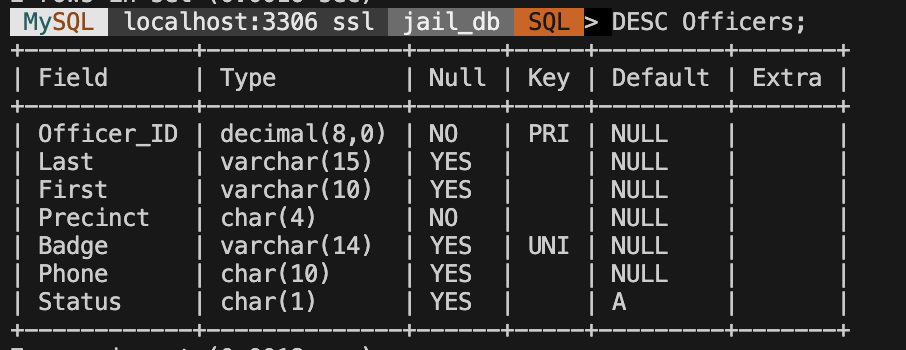 MySQL localhost:3306 ssl jail_db SQL > DESC Officers;
+------------+--------------+------+-----+---------+-------+
| Field      | Type         | Null | Key | Default | Extra |
+------------+--------------+------+-----+---------+-------+
| Officer_ID | decimal(8,0) | NO   | PRI | NULL    |       |
| Last       | varchar(15)  | YES  |     | NULL    |       |
| First      | varchar(10)  | YES  |     | NULL    |       |
| Precinct   | char(4)      | NO   |     | NULL    |       |
| Badge      | varchar(14)  | YES  | UNI | NULL    |       |
| Phone      | char(10)     | YES  |     | NULL    |       |
| Status     | char(1)      | YES  |     | A       |       |
+------------+--------------+------+-----+---------+-------+